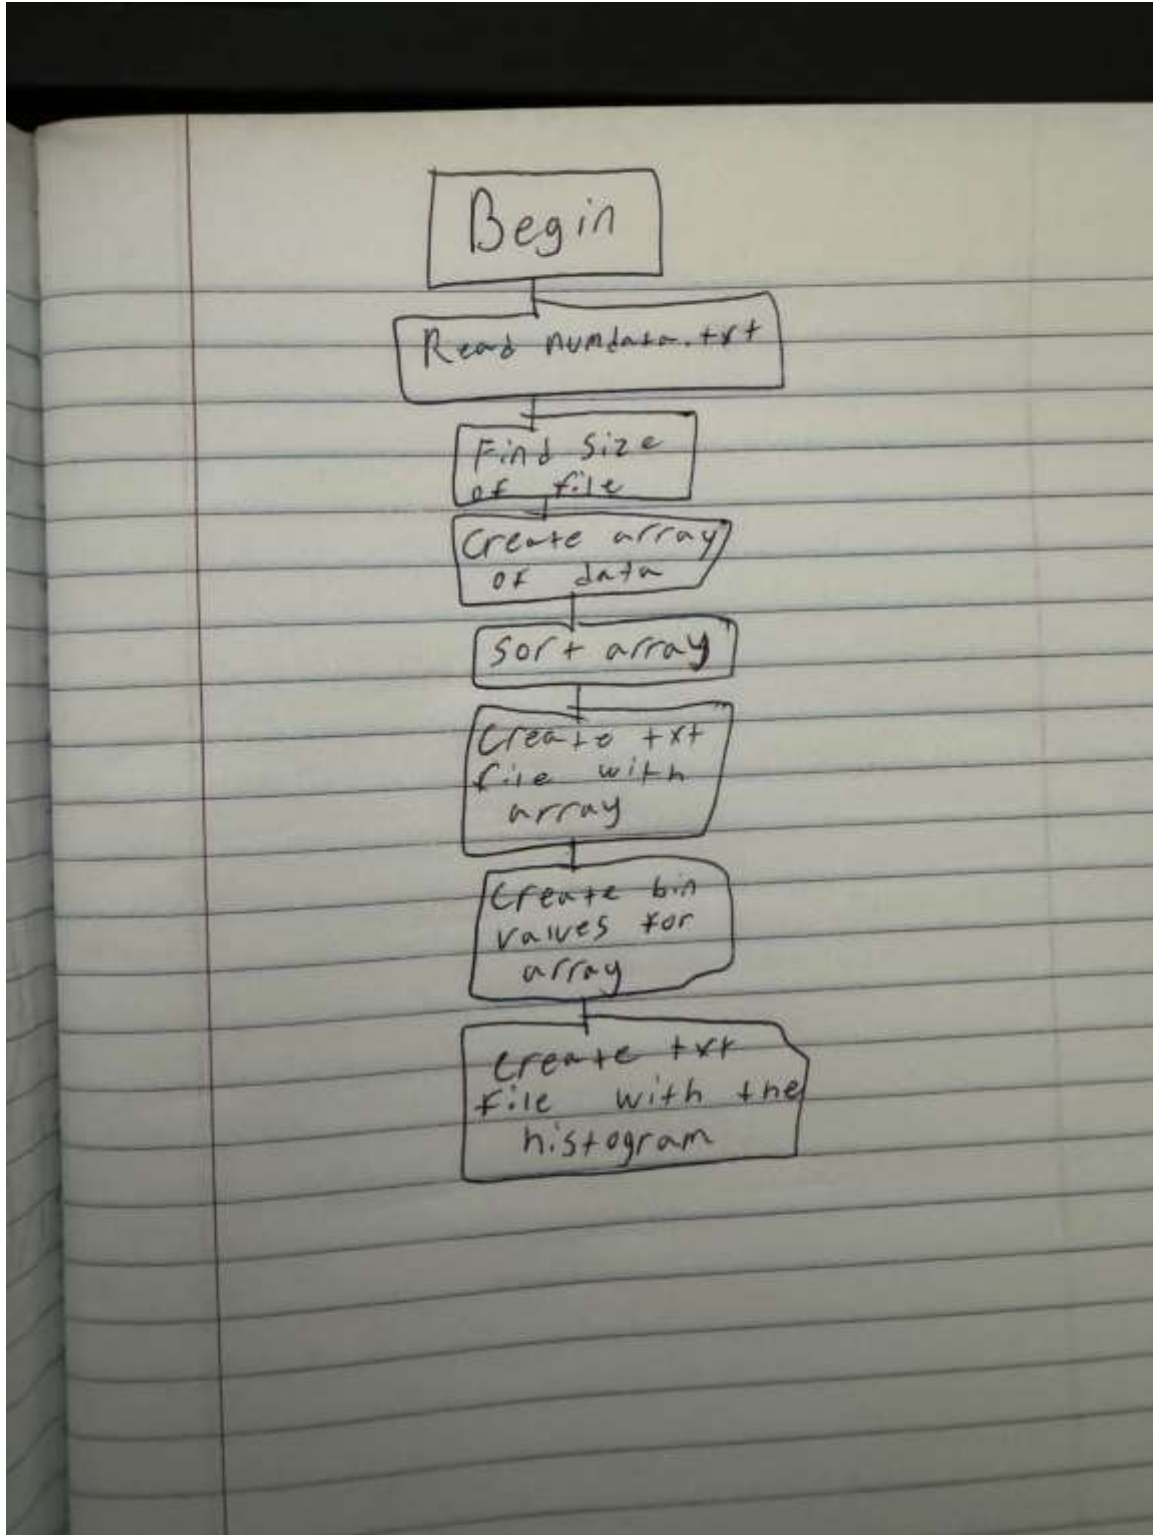 Begin
Read numdata.txt
Find size
of file
Create array
of data
Sort array
Create txt
file with
array
Create bin
values for
array
Create txt
file with the
histogram